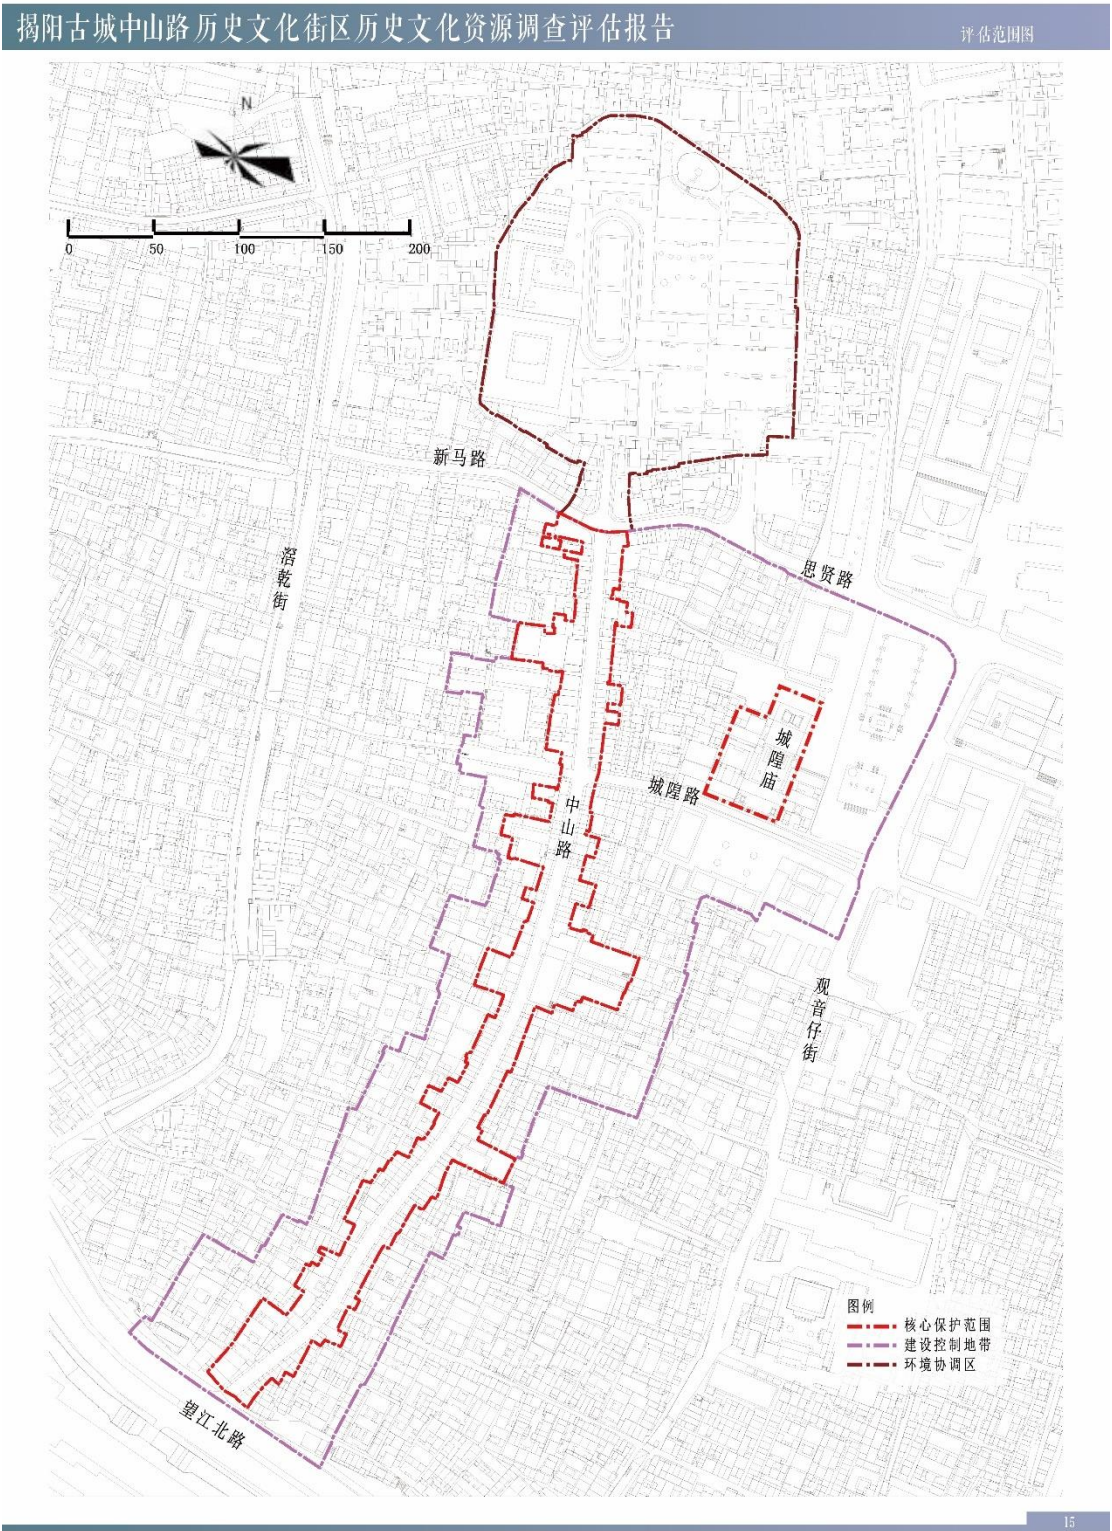 揭阳古城中山路历史文化街区历史文化资源调查评估报告
评估范围图
N
0 50 100 150 200
新马路
滘乾街
思贤路
城隍庙
城隍路
中山路
观音仔街
望江北路
图例
核心保护范围
建设控制地带
环境协调区
15